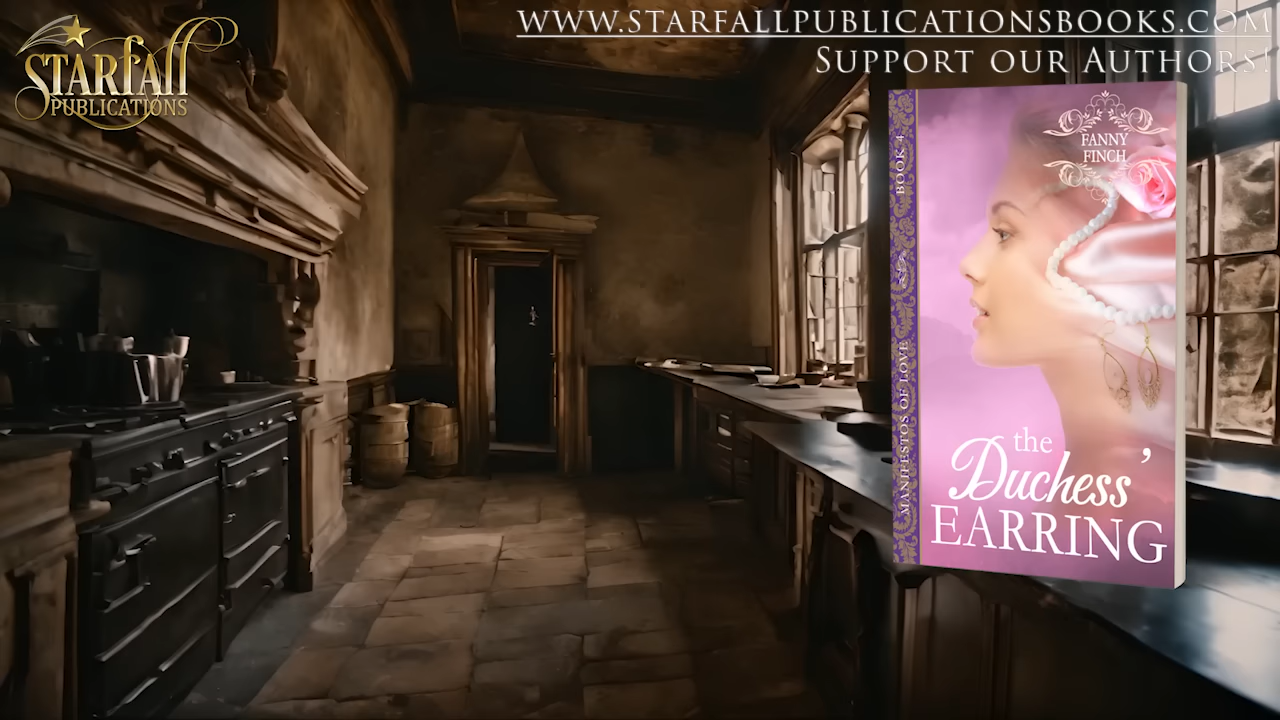 STARfall
PUBLICATIONS
WWW.STARFALLPUBLICATIONSBOOKS.COM
SUPPORT OUR AUTHORS!
BOOK 4
MANIFESTOS OF LOVE
FANNY
FINCH
the
Duchess'
EARRING